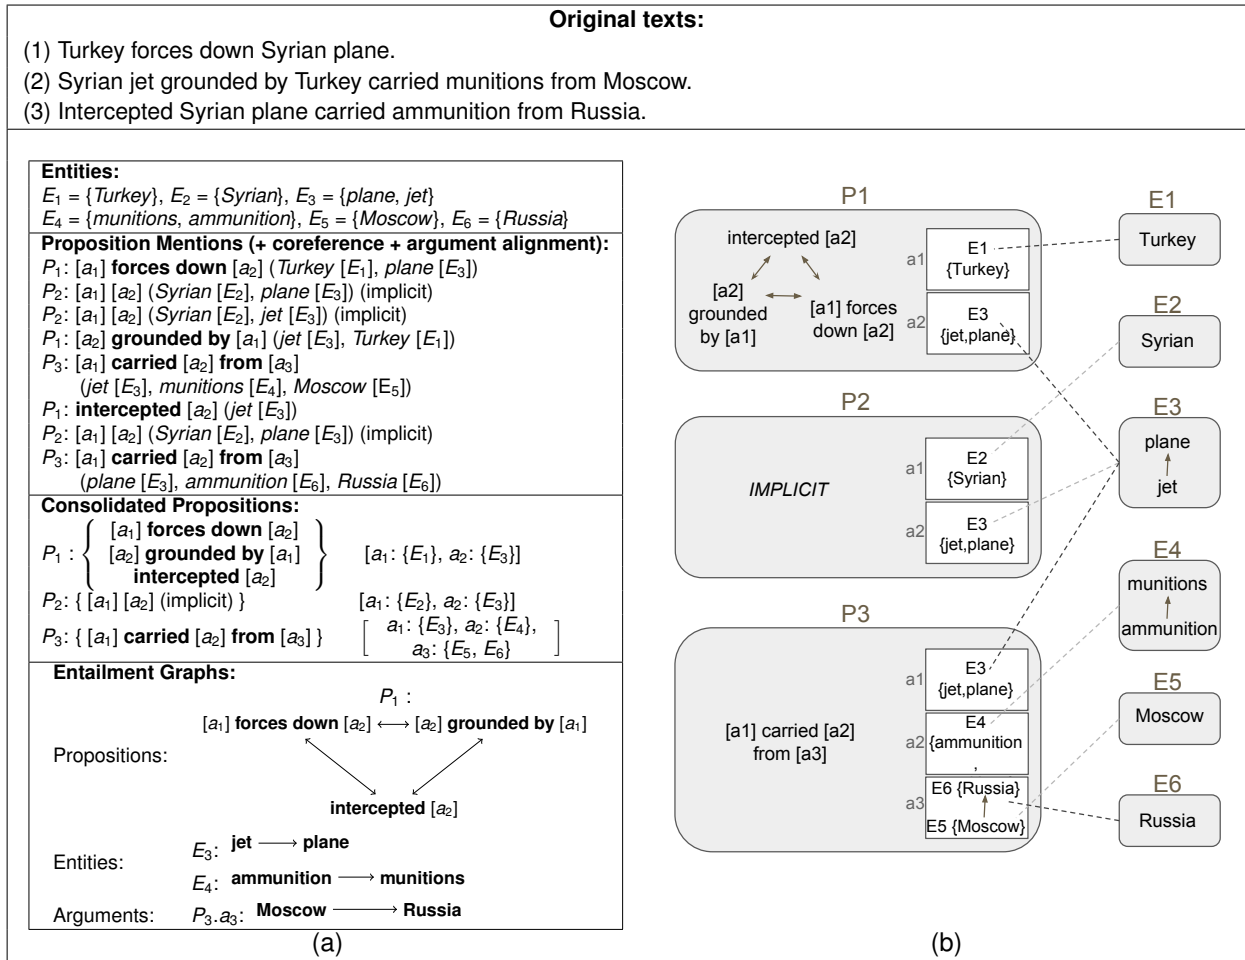 Original texts:
(1) Turkey forces down Syrian plane.
(2) Syrian jet grounded by Turkey carried munitions from Moscow.
(3) Intercepted Syrian plane carried ammunition from Russia.
Entities:
E1 = {Turkey}, E2 = {Syrian}, E3 = {plane, jet}
E4 = {munitions, ammunition}, E5 = {Moscow}, E6 = {Russia}
Proposition Mentions (+ coreference + argument alignment):
P1: [a1] forces down [a2] (Turkey [E1], plane [E3])
P2: [a1] [a2] (Syrian [E2], plane [E3]) (implicit)
P2: [a1] [a2] (Syrian [E2], jet [E3]) (implicit)
P1: [a2] grounded by [a1] (jet [E3], Turkey [E1])
P3: [a1] carried [a2] from [a3]
(jet [E3], munitions [E4], Moscow [E5])
P1: intercepted [a2] (jet [E3])
P2: [a1] [a2] (Syrian [E2], plane [E3]) (implicit)
P3: [a1] carried [a2] from [a3]
(plane [E3], ammunition [E6], Russia [E6])
Consolidated Propositions:
[a1] forces down [a2]
P1 : { [a2] grounded by [a1] } [a1: {E1}, a2: {E3}]
intercepted [a2]
P2: { [a1] [a2] (implicit) } [a1: {E2}, a2: {E3}]
P3: { [a1] carried [a2] from [a3] } [ a1: {E3}, a2: {E4},
a3: {E5, E6} ]
Entailment Graphs:
P1 :
[a1] forces down [a2] ⟷ [a2] grounded by [a1]
Propositions:
intercepted [a2]
Entities: E3: jet ⟶ plane
E4: ammunition ⟶ munitions
Arguments: P3.a3: Moscow ⟶ Russia
(a)
P1
intercepted [a2]
[a2]
grounded
by [a1]
[a1] forces
down [a2]
a1
E1
{Turkey}
a2
E3
{jet,plane}
P2
IMPLICIT
a1
E2
{Syrian}
a2
E3
{jet,plane}
P3
[a1] carried [a2]
from [a3]
a1
E3
{jet,plane}
a2
E4
{ammunition
,
a3
E6 {Russia}
E5 {Moscow}
E1
Turkey
E2
Syrian
E3
plane
jet
E4
munitions
ammunition
E5
Moscow
E6
Russia
(b)